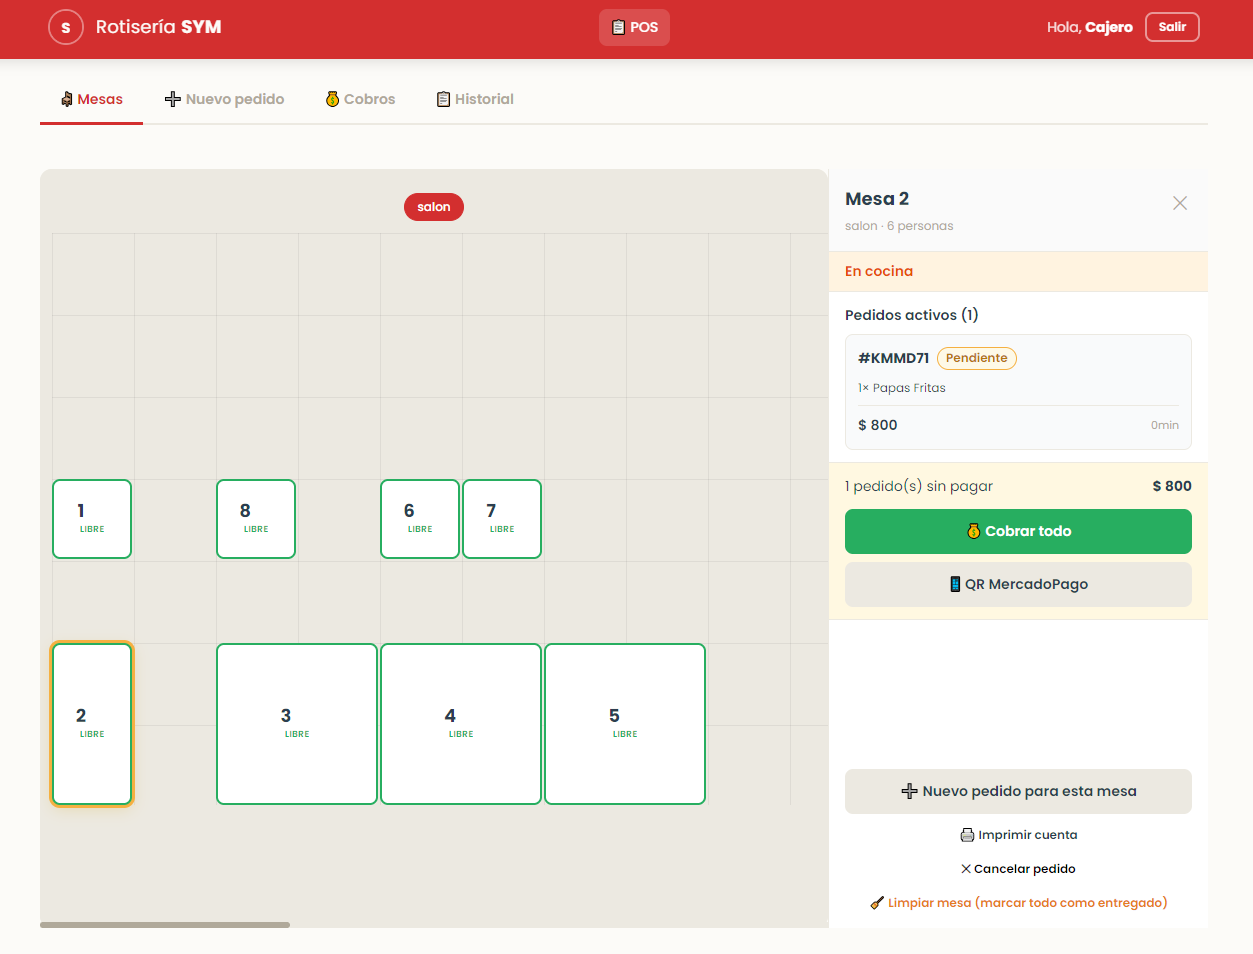 S Rotisería SYM
POS
Hola, Cajero
Salir
Mesas
Nuevo pedido
Cobros
Historial
salon
1
LIBRE
8
LIBRE
6
LIBRE
7
LIBRE
2
LIBRE
3
LIBRE
4
LIBRE
5
LIBRE
Mesa 2
salon · 6 personas
En cocina
Pedidos activos (1)
#KMMD71 Pendiente
1× Papas Fritas
$ 800 0min
1 pedido(s) sin pagar $ 800
Cobrar todo
QR MercadoPago
Nuevo pedido para esta mesa
Imprimir cuenta
Cancelar pedido
Limpiar mesa (marcar todo como entregado)